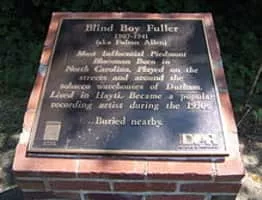 Blind Boy Fuller
1907-1941
(aka Fulton Allen)
Most Influential Piedmont
Bluesman Born in
North Carolina. Played on the
streets and around the
tobacco warehouses of Durham.
Lived in Hayti. Became a popular
recording artist during the 1930s.
...Buried nearby.
DPR